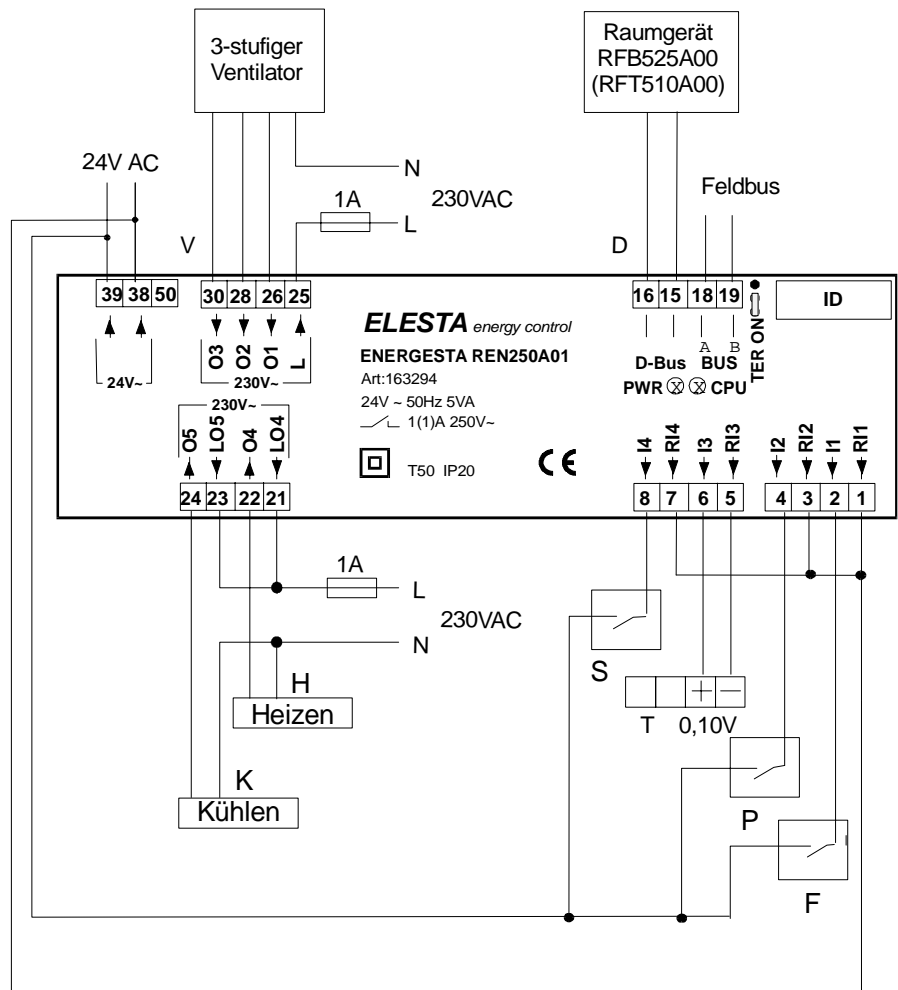 3-stufiger
Ventilator
Raumgerät
RFB525A00
(RFT510A00)
24V AC
N
1A
230VAC
L
Feldbus
V
D
39 38 50
30 28 26 25
16 15 18 19
ID
24V~
O3 O2 O1 L
230V~
ELESTA energy control
ENERGESTA REN250A01
Art:163294
24V ~ 50Hz 5VA
1(1)A 250V~
T50 IP20
CE
A B
D-Bus BUS
PWR CPU
TER ON
230V~
O5 LO5 O4 LO4
24 23 22 21
I4 RI4 I3 RI3
8 7 6 5
I2 RI2 I1 RI1
4 3 2 1
1A
L
230VAC
N
H
Heizen
K
Kühlen
S
+ −
T 0,10V
P
F